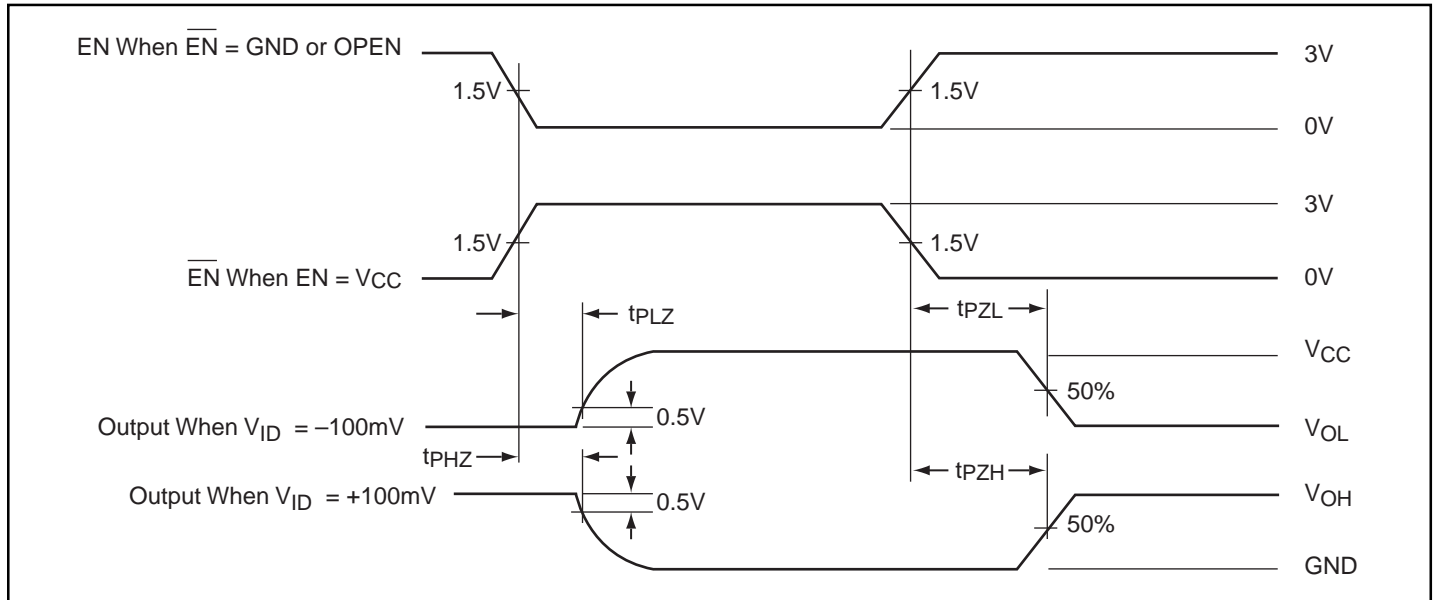 EN When E̅N̅ = GND or OPEN
3V
1.5V
1.5V
0V
3V
1.5V
1.5V
E̅N̅ When EN = VCC
0V
tPLZ
tPZL
VCC
50%
0.5V
Output When VID = –100mV
VOL
tPHZ
tPZH
Output When VID = +100mV
0.5V
VOH
50%
GND